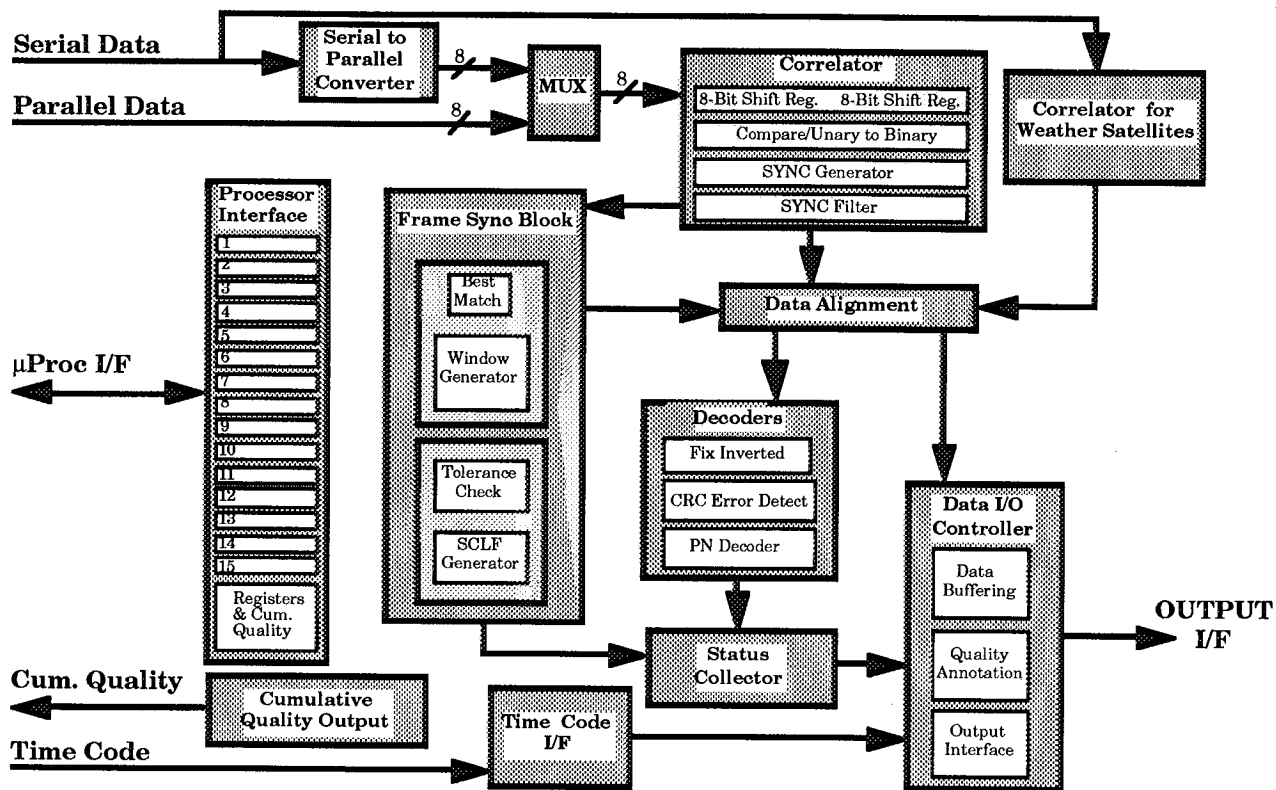 Serial Data
Serial to
Parallel
Converter
8
MUX
8
Parallel Data
8
Correlator
8-Bit Shift Reg. 8-Bit Shift Reg.
Compare/Unary to Binary
SYNC Generator
SYNC Filter
Correlator for
Weather Satellites
Processor
Interface
1
2
3
4
5
6
7
8
9
10
11
12
13
14
15
Registers
& Cum.
Quality
µProc I/F
Frame Sync Block
Best
Match
Window
Generator
Tolerance
Check
SCLF
Generator
Data Alignment
Decoders
Fix Inverted
CRC Error Detect
PN Decoder
Data I/O
Controller
Data
Buffering
Quality
Annotation
Output
Interface
OUTPUT
I/F
Status
Collector
Cum. Quality
Cumulative
Quality Output
Time Code
Time Code
I/F